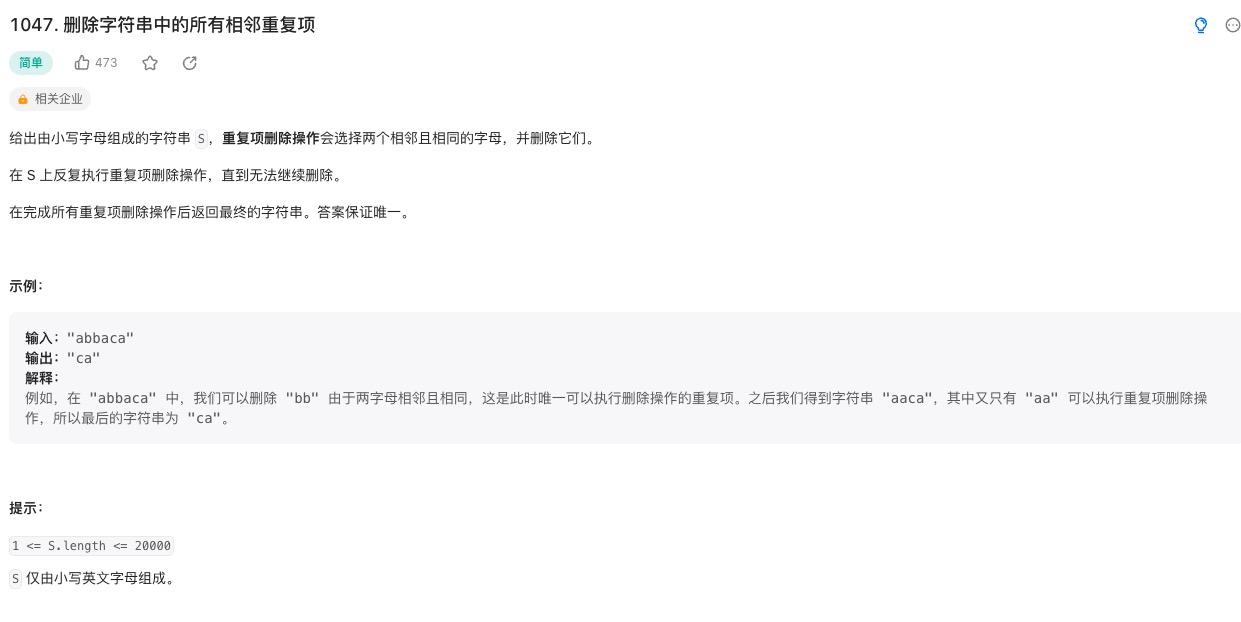 1047. 删除字符串中的所有相邻重复项
简单 473
相关企业
给出由小写字母组成的字符串 S，重复项删除操作会选择两个相邻且相同的字母，并删除它们。
在 S 上反复执行重复项删除操作，直到无法继续删除。
在完成所有重复项删除操作后返回最终的字符串。答案保证唯一。
示例：
输入："abbaca"
输出："ca"
解释：
例如，在 "abbaca" 中，我们可以删除 "bb" 由于两字母相邻且相同，这是此时唯一可以执行删除操作的重复项。之后我们得到字符串 "aaca"，其中又只有 "aa" 可以执行重复项删除操
作，所以最后的字符串为 "ca"。
提示：
1 <= S.length <= 20000
S 仅由小写英文字母组成。